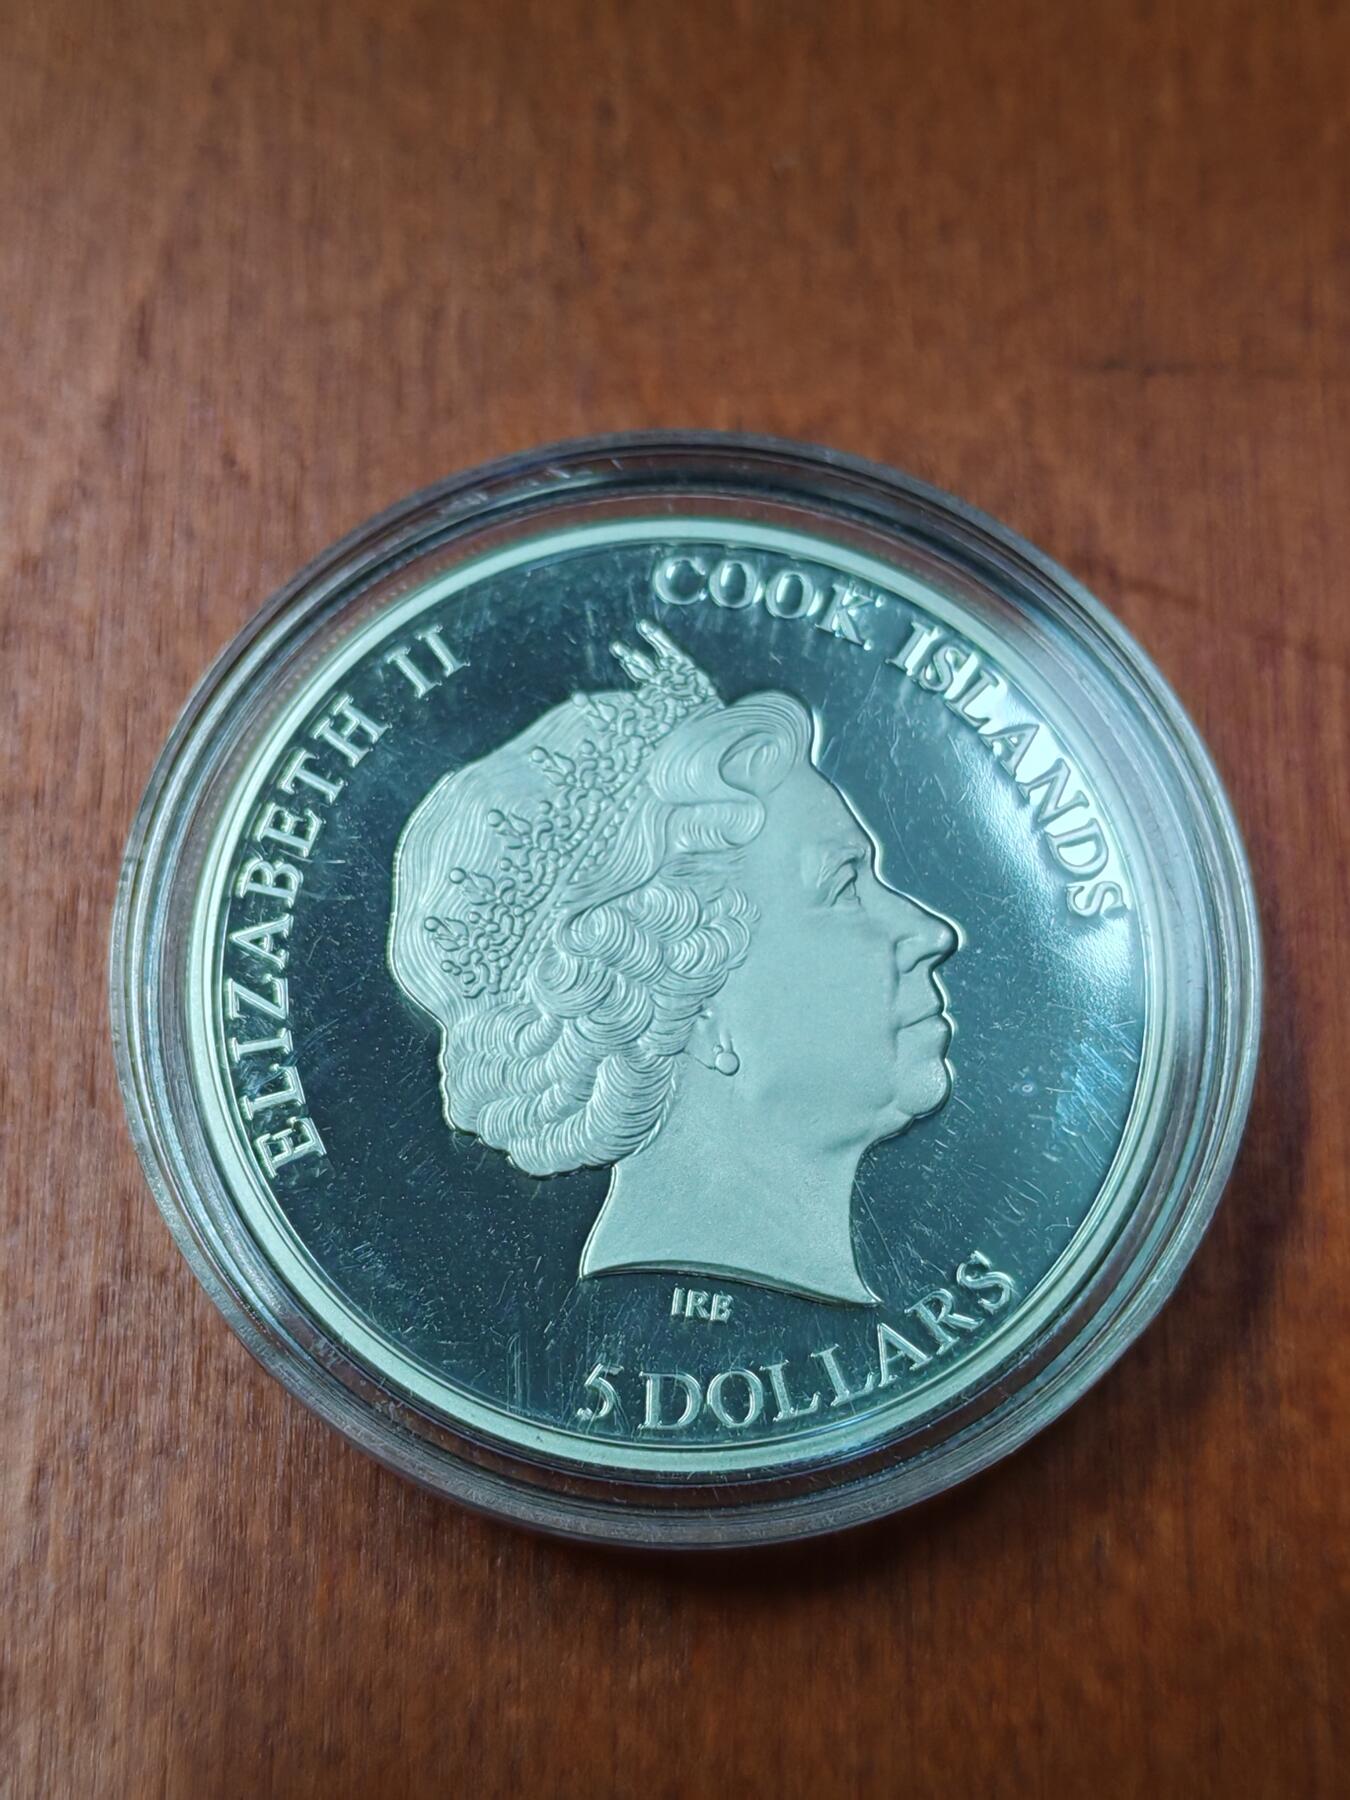 ELIZABETH II
COOK ISLANDS
IRB
5 DOLLARS